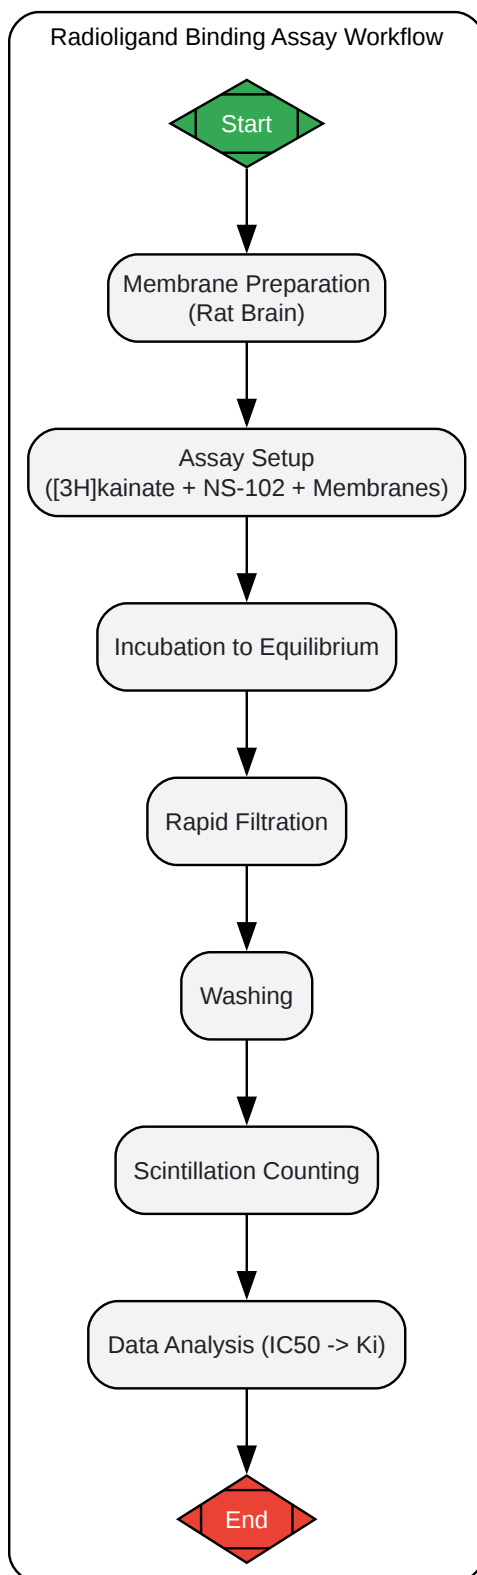 Radioligand Binding Assay Workflow
Start
Membrane Preparation
(Rat Brain)
Assay Setup
([3H]kainate + NS-102 + Membranes)
Incubation to Equilibrium
Rapid Filtration
Washing
Scintillation Counting
Data Analysis (IC50 -> Ki)
End